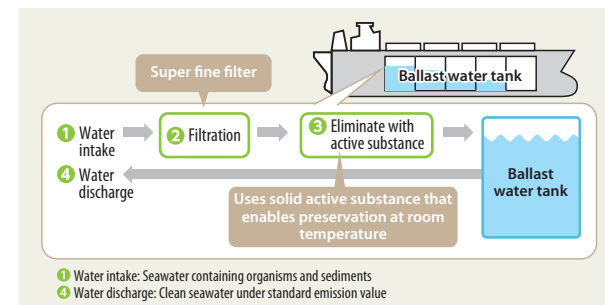 Super fine filter
Ballast water tank
1 Water
intake
2 Filtration
3 Eliminate with
active substance
4 Water
discharge
Uses solid active substance that
enables preservation at room
temperature
Ballast
water tank
1 Water intake: Seawater containing organisms and sediments
4 Water discharge: Clean seawater under standard emission value